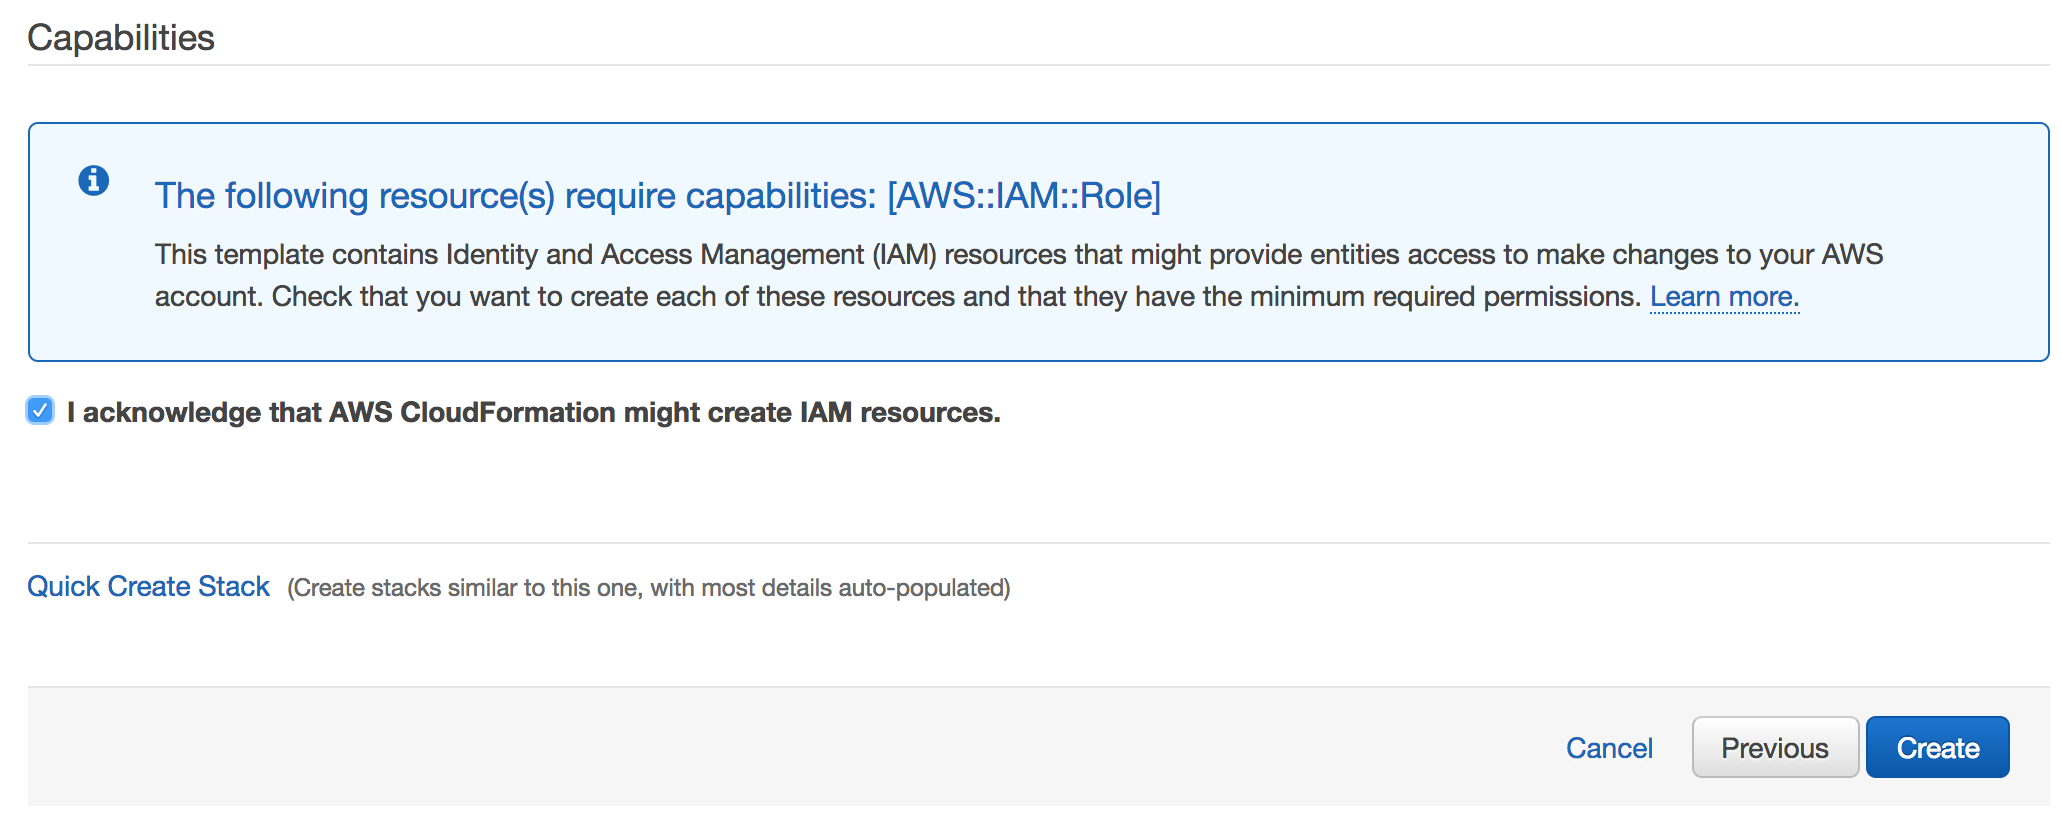 Capabilities
The following resource(s) require capabilities: [AWS::IAM::Role]
This template contains Identity and Access Management (IAM) resources that might provide entities access to make changes to your AWS
account. Check that you want to create each of these resources and that they have the minimum required permissions. Learn more.
I acknowledge that AWS CloudFormation might create IAM resources.
Quick Create Stack (Create stacks similar to this one, with most details auto-populated)
Cancel Previous Create